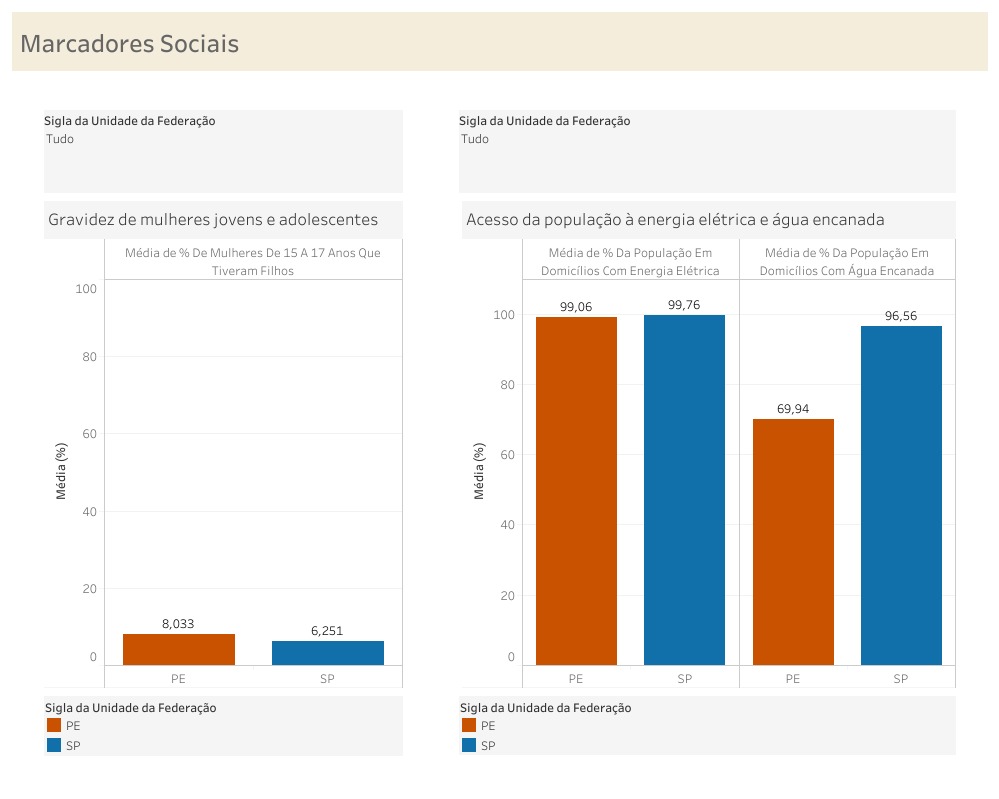 Marcadores Sociais
Sigla da Unidade da Federação
Tudo
Gravidez de mulheres jovens e adolescentes
Média de % De Mulheres De 15 A 17 Anos Que
Tiveram Filhos
100
80
60
40
20
0
Média (%)
8,033
6,251
PE
SP
Sigla da Unidade da Federação
PE
SP
Sigla da Unidade da Federação
Tudo
Acesso da população à energia elétrica e água encanada
Média de % Da População Em
Domicílios Com Energia Elétrica
Média de % Da População Em
Domicílios Com Água Encanada
100
80
60
40
20
0
Média (%)
99,06
99,76
69,94
96,56
PE
SP
PE
SP
Sigla da Unidade da Federação
PE
SP